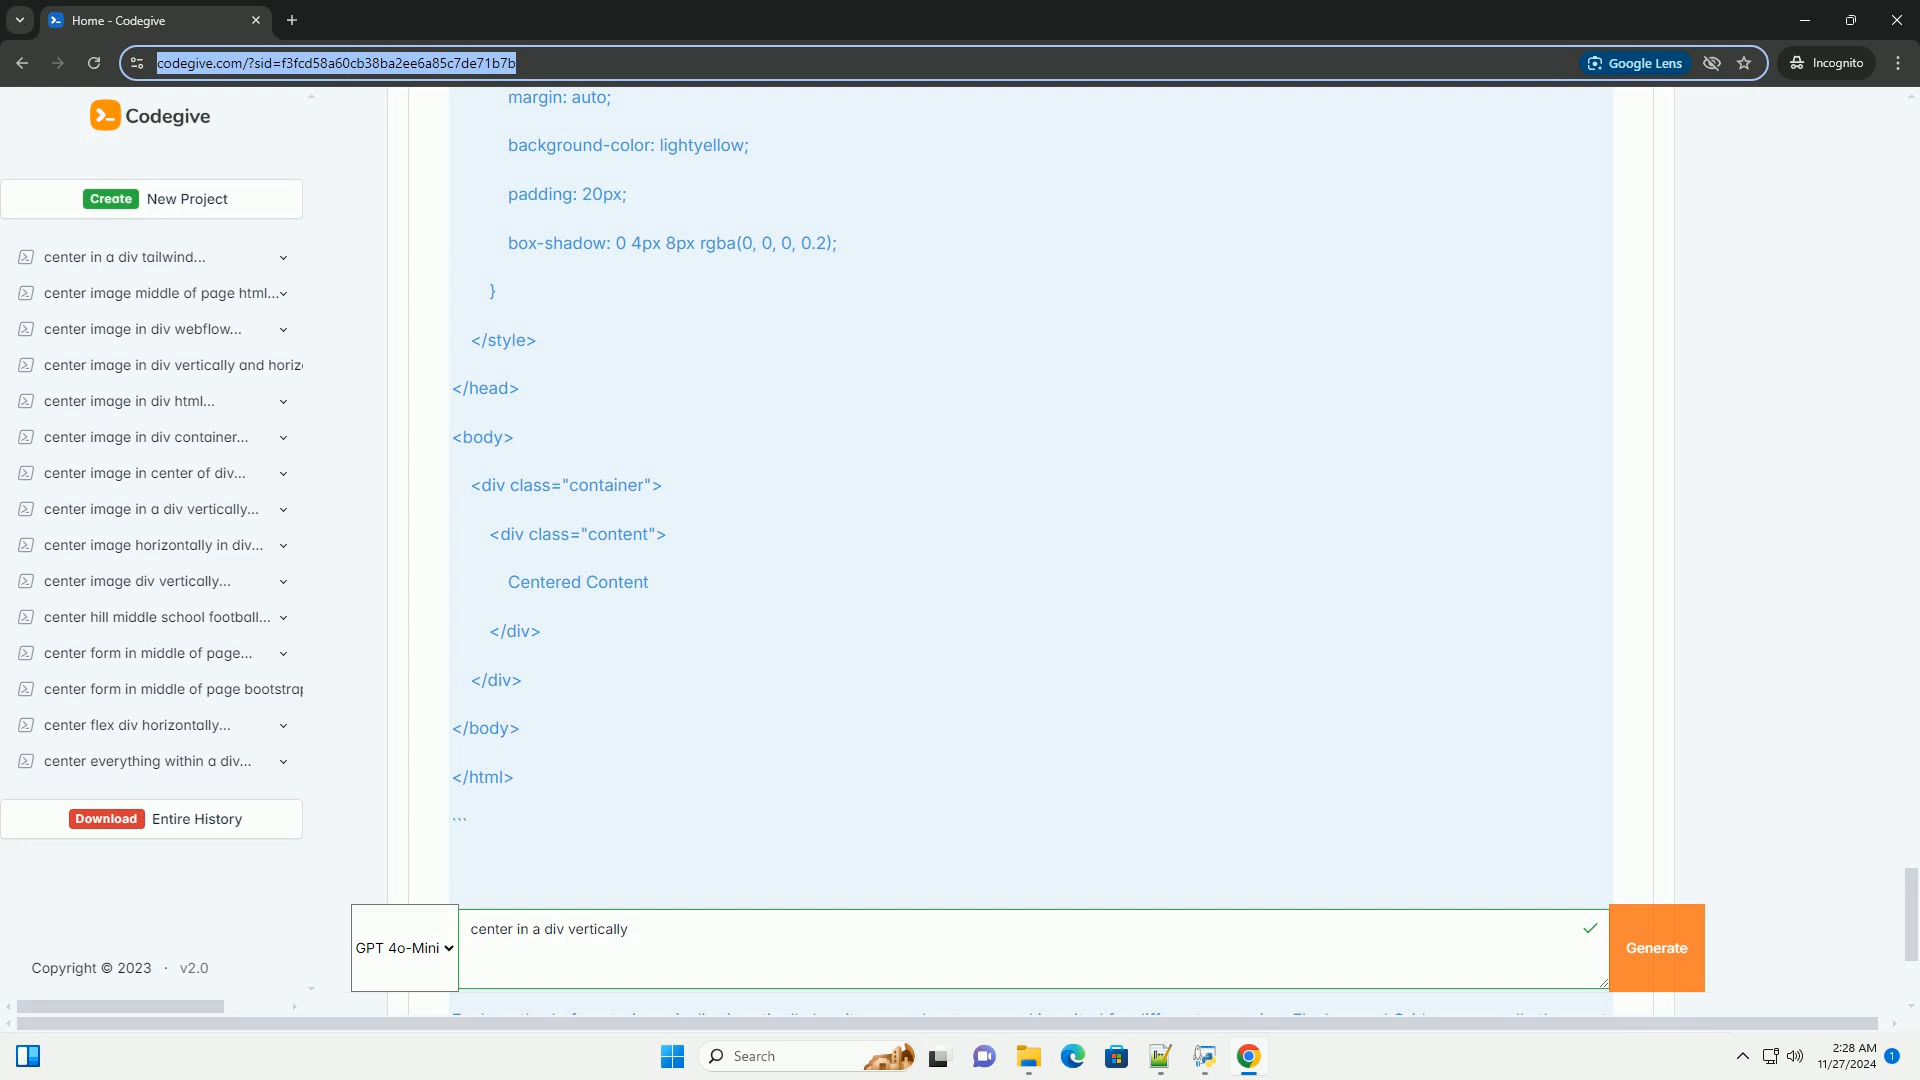 Home - Codegive
codegive.com/?sid=f3fcd58a60cb38ba2ee6a85c7de71b7b
Google Lens
Incognito
Codegive
Create New Project
center in a div tailwind...
center image middle of page html...
center image in div webflow...
center image in div vertically and horiz
center image in div html...
center image in div container...
center image in center of div...
center image in a div vertically...
center image horizontally in div...
center image div vertically...
center hill middle school football...
center form in middle of page...
center form in middle of page bootstrap
center flex div horizontally...
center everything within a div...
Download Entire History
Copyright © 2023 · v2.0
margin: auto;
background-color: lightyellow;
padding: 20px;
box-shadow: 0 4px 8px rgba(0, 0, 0, 0.2);
}
</style>
</head>
<body>
<div class="container">
<div class="content">
Centered Content
</div>
</div>
</body>
</html>
```
GPT 4o-Mini
center in a div vertically
Generate
Search
2:28 AM
11/27/2024
1